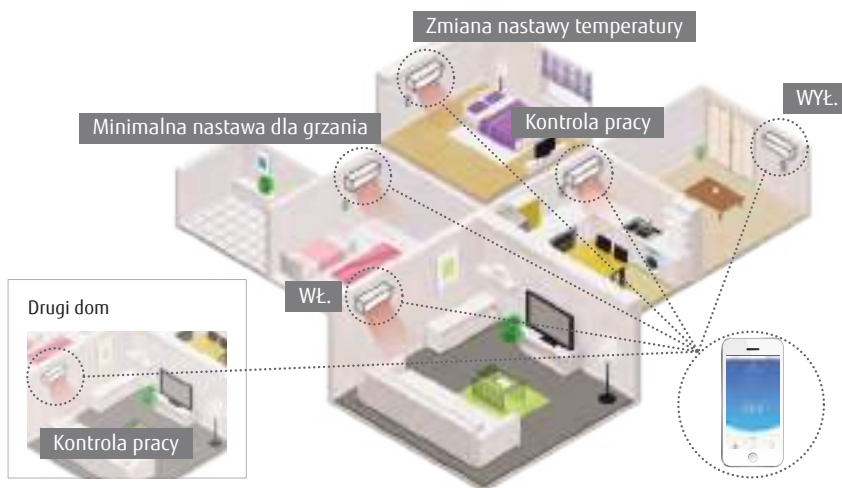 Zmiana nastawy temperatury
WYŁ.
Minimalna nastawa dla grzania
Kontrola pracy
WŁ.
Drugi dom
Kontrola pracy